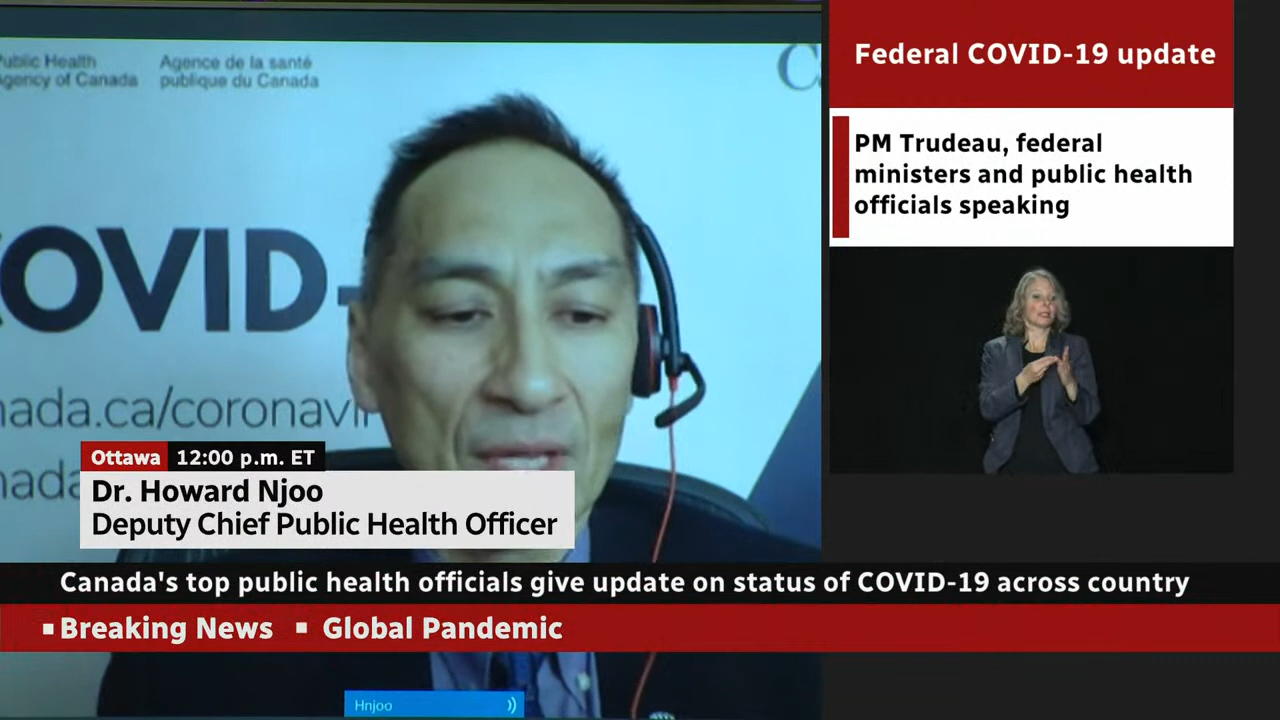 Public Health
Agency of Canada
Agence de la santé
publique du Canada
COVID-
nada.ca/coronavir
nada
Ottawa 12:00 p.m. ET
Dr. Howard Njoo
Deputy Chief Public Health Officer
Hnjoo
Federal COVID-19 update
PM Trudeau, federal
ministers and public health
officials speaking
Canada's top public health officials give update on status of COVID-19 across country
Breaking News ▪ Global Pandemic